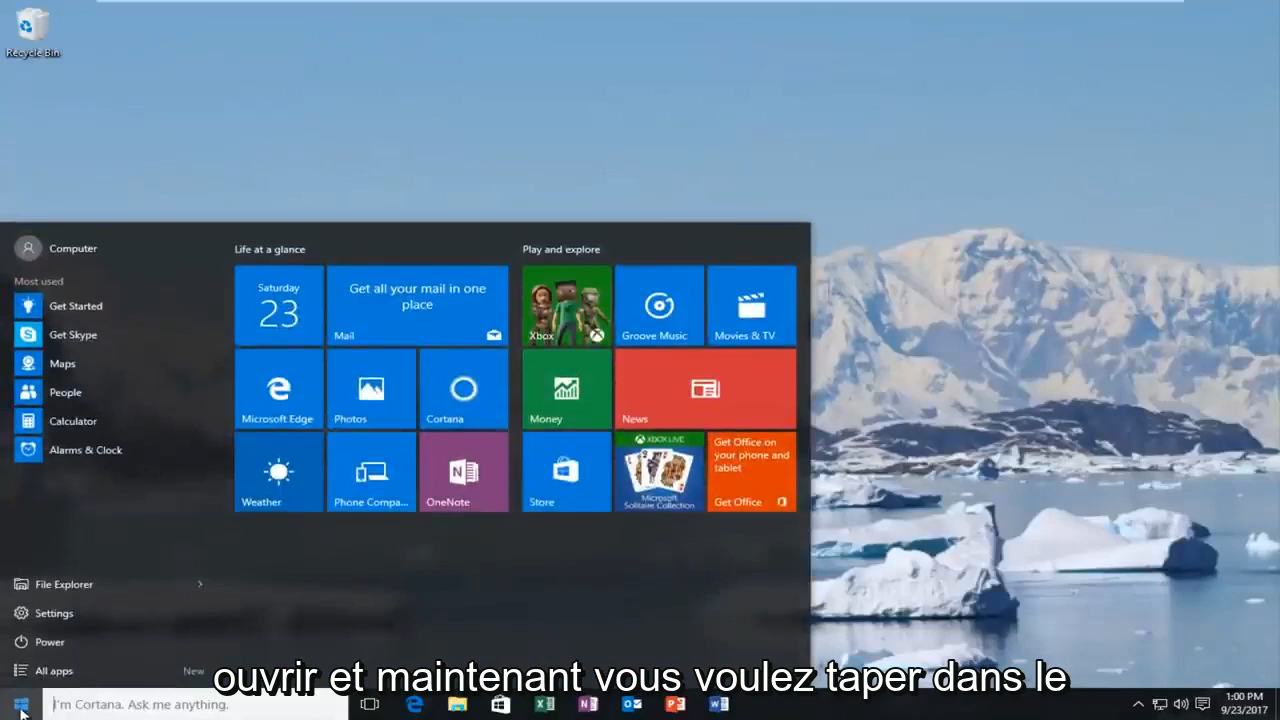 Recycle Bin
Computer
Most used
Get Started
Get Skype
Maps
People
Calculator
Alarms & Clock
File Explorer
Settings
Power
All apps
New
Life at a glance
Saturday
23
Get all your mail in one
place
Mail
Microsoft Edge
Photos
Cortana
Weather
Phone Compa...
OneNote
Play and explore
Xbox
Groove Music
Movies & TV
Money
News
Store
XBOX LIVE
Microsoft
Solitaire Collection
Get Office on
your phone and
tablet
Get Office
ouvrir et maintenant vous voulez taper dans le
I'm Cortana. Ask me anything.
1:00 PM
9/23/2017